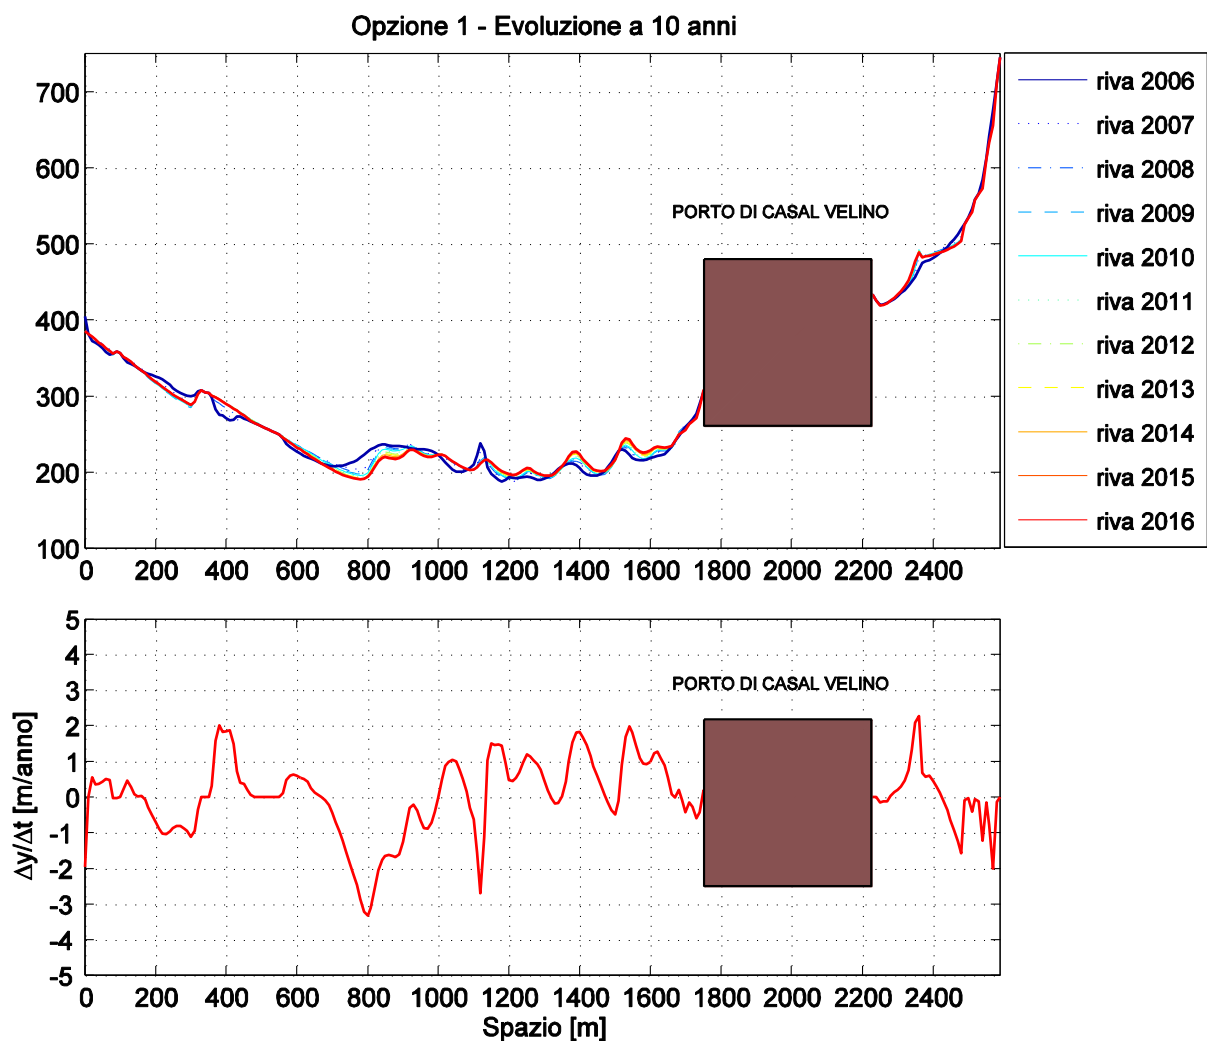 Opzione 1 - Evoluzione a 10 anni
700
600
500
400
300
200
100
0 200 400 600 800 1000 1200 1400 1600 1800 2000 2200 2400
PORTO DI CASAL VELINO
riva 2006
riva 2007
riva 2008
riva 2009
riva 2010
riva 2011
riva 2012
riva 2013
riva 2014
riva 2015
riva 2016
5
4
3
2
1
0
-1
-2
-3
-4
-5
Δy/Δt [m/anno]
PORTO DI CASAL VELINO
0 200 400 600 800 1000 1200 1400 1600 1800 2000 2200 2400
Spazio [m]